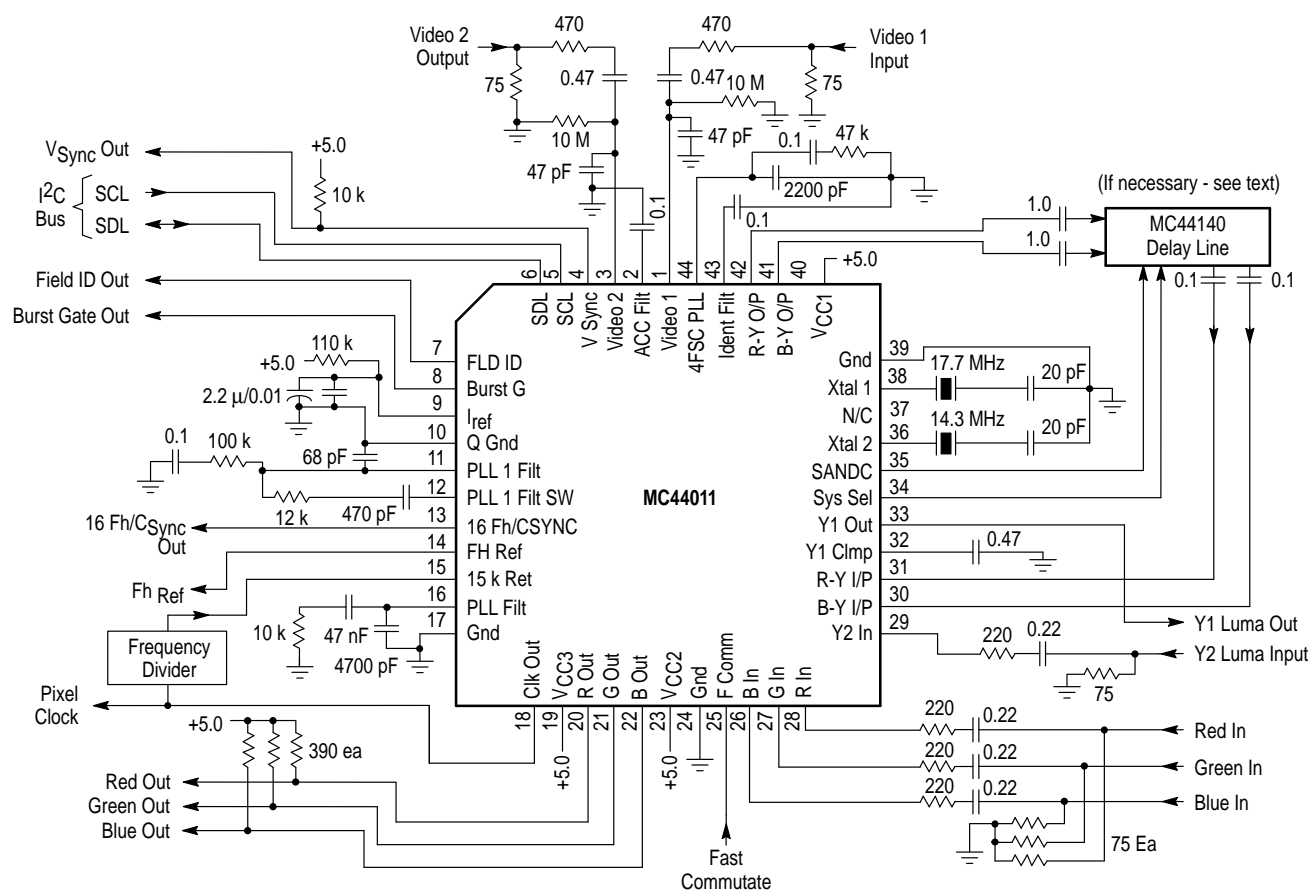 Video 2
Output
470
75
0.47
10 M
47 pF
0.1
470
Video 1
Input
0.47
10 M
75
47 pF
0.1
47 k
2200 pF
0.1
VSync Out
I2C
Bus
SCL
SDL
+5.0
10 k
(If necessary - see text)
1.0
1.0
MC44140
Delay Line
0.1
0.1
Field ID Out
Burst Gate Out
6
5
4
3
2
1
44
43
42
41
40
+5.0
SDL
SCL
V Sync
Video 2
ACC Filt
Video 1
4FSC PLL
Ident Filt
R-Y O/P
B-Y O/P
VCC1
+5.0
110 k
2.2 µ/0.01
0.1
100 k
68 pF
12 k
470 pF
7
FLD ID
8
Burst G
9
Iref
10
Q Gnd
11
PLL 1 Filt
12
PLL 1 Filt SW
13
16 Fh/CSYNC
14
FH Ref
15
15 k Ret
16
PLL Filt
17
Gnd
MC44011
Gnd
39
Xtal 1
38
17.7 MHz
20 pF
N/C
37
Xtal 2
36
14.3 MHz
20 pF
SANDC
35
Sys Sel
34
Y1 Out
33
Y1 Clmp
32
0.47
R-Y I/P
31
B-Y I/P
30
Y2 In
29
16 Fh/CSync
Out
Fh Ref
Frequency
Divider
10 k
47 nF
4700 pF
Pixel
Clock
Clk Out
VCC3
R Out
G Out
B Out
VCC2
Gnd
F Comm
B In
G In
R In
18
19
20
21
22
23
24
25
26
27
28
+5.0
+5.0
+5.0
390 ea
Red Out
Green Out
Blue Out
Fast
Commutate
Y1 Luma Out
220
0.22
Y2 Luma Input
75
220
0.22
Red In
220
0.22
Green In
220
0.22
Blue In
75 Ea